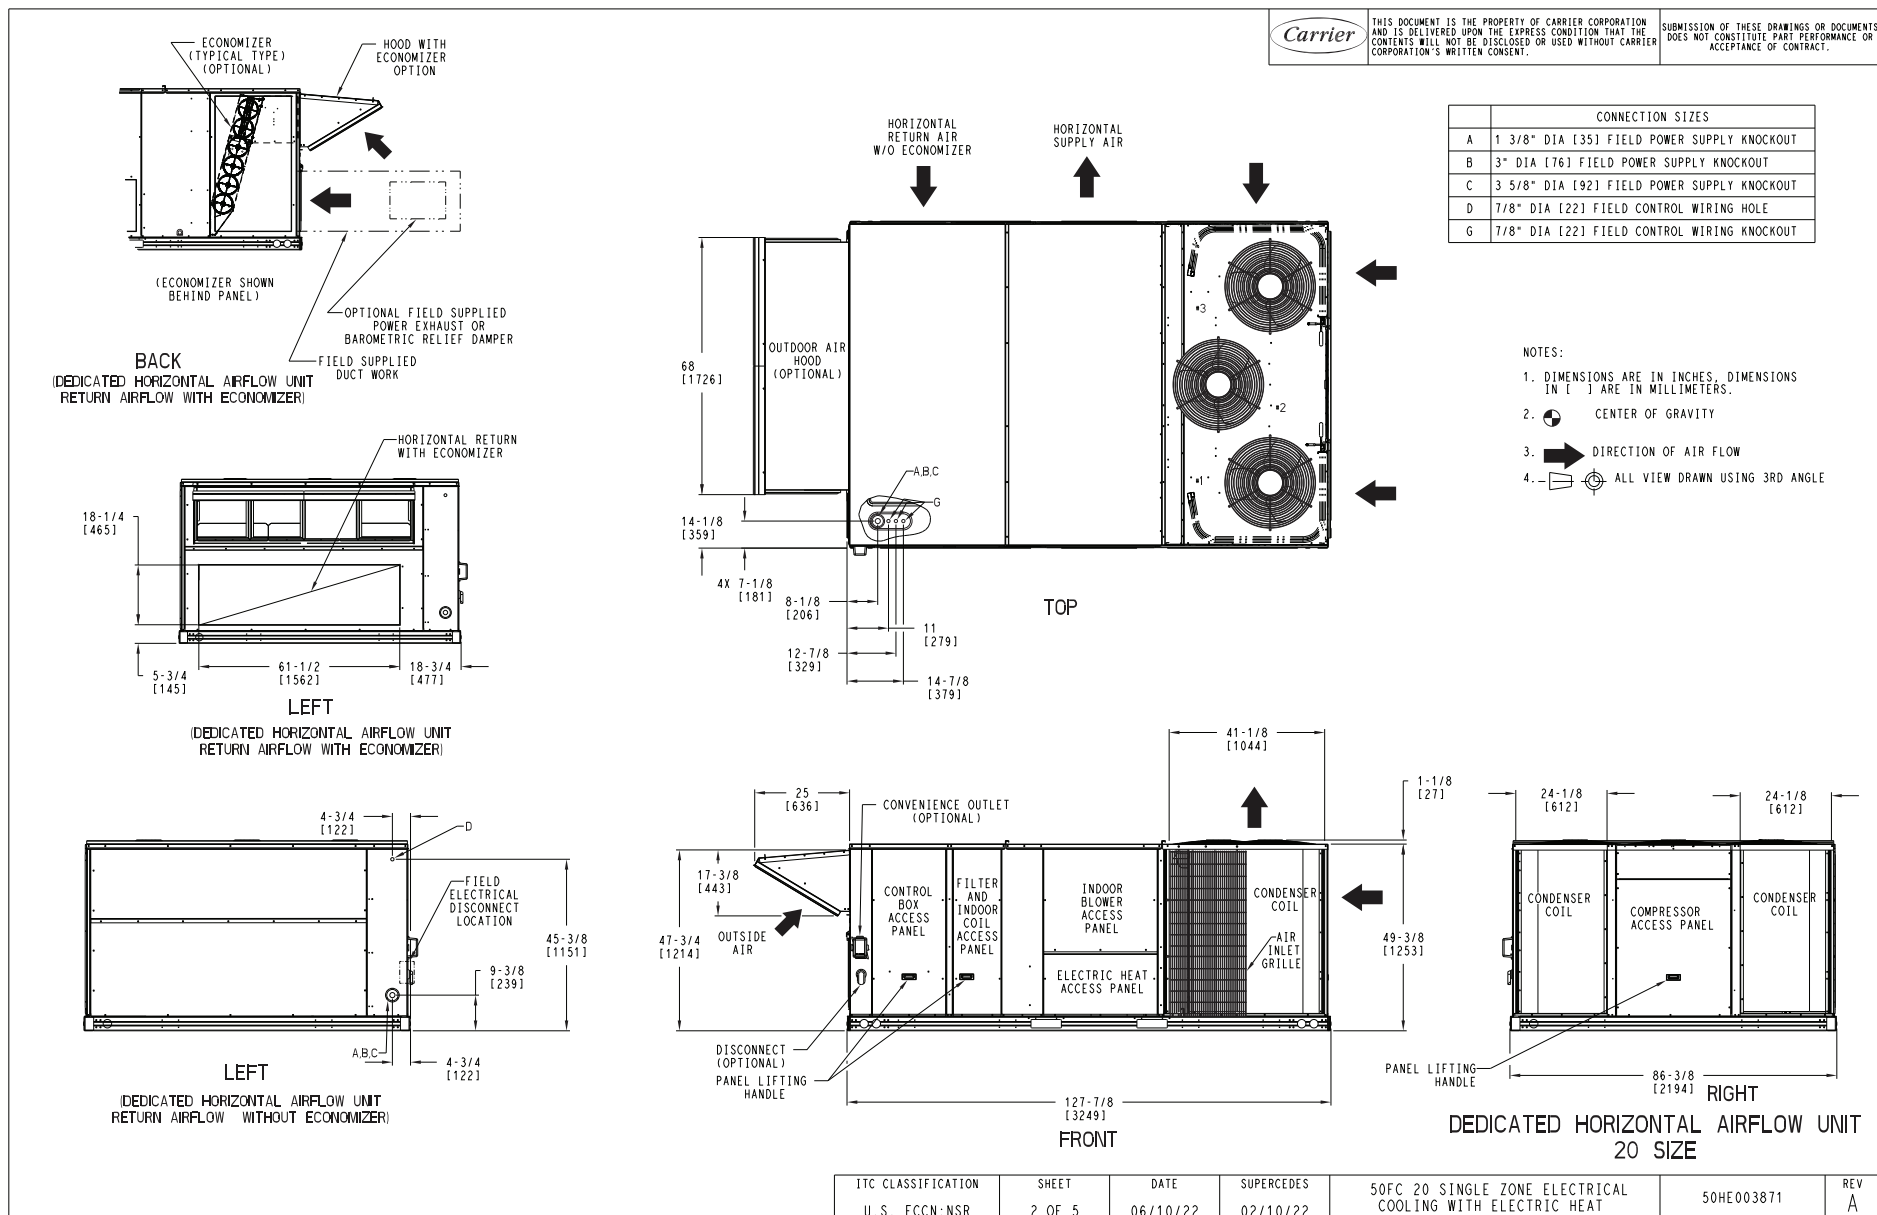 Carrier
THIS DOCUMENT IS THE PROPERTY OF CARRIER CORPORATION
AND IS DELIVERED UPON THE EXPRESS CONDITION THAT THE
CONTENTS WILL NOT BE DISCLOSED OR USED WITHOUT CARRIER
CORPORATION'S WRITTEN CONSENT.
SUBMISSION OF THESE DRAWINGS OR DOCUMENTS
DOES NOT CONSTITUTE PART PERFORMANCE OR
ACCEPTANCE OF CONTRACT.
ECONOMIZER
(TYPICAL TYPE)
(OPTIONAL)
HOOD WITH
ECONOMIZER
OPTION
(ECONOMIZER SHOWN
BEHIND PANEL)
OPTIONAL FIELD SUPPLIED
POWER EXHAUST OR
BAROMETRIC RELIEF DAMPER
FIELD SUPPLIED
DUCT WORK
BACK
(DEDICATED HORIZONTAL AIRFLOW UNIT
RETURN AIRFLOW WITH ECONOMIZER)
HORIZONTAL
RETURN AIR
W/O ECONOMIZER
HORIZONTAL
SUPPLY AIR
OUTDOOR AIR
HOOD
(OPTIONAL)
68
[1726]
3
2
1
A,B,C
G
14-1/8
[359]
4X 7-1/8
[181]
8-1/8
[206]
11
[279]
12-7/8
[329]
14-7/8
[379]
TOP
CONNECTION SIZES
A 1 3/8" DIA [35] FIELD POWER SUPPLY KNOCKOUT
B 3" DIA [76] FIELD POWER SUPPLY KNOCKOUT
C 3 5/8" DIA [92] FIELD POWER SUPPLY KNOCKOUT
D 7/8" DIA [22] FIELD CONTROL WIRING HOLE
G 7/8" DIA [22] FIELD CONTROL WIRING KNOCKOUT
NOTES:
1. DIMENSIONS ARE IN INCHES, DIMENSIONS
IN [ ] ARE IN MILLIMETERS.
2. CENTER OF GRAVITY
3. DIRECTION OF AIR FLOW
4. ALL VIEW DRAWN USING 3RD ANGLE
HORIZONTAL RETURN
WITH ECONOMIZER
18-1/4
[465]
5-3/4
[145]
61-1/2
[1562]
18-3/4
[477]
LEFT
(DEDICATED HORIZONTAL AIRFLOW UNIT
RETURN AIRFLOW WITH ECONOMIZER)
4-3/4
[122]
D
FIELD
ELECTRICAL
DISCONNECT
LOCATION
45-3/8
[1151]
9-3/8
[239]
A,B,C
4-3/4
[122]
LEFT
(DEDICATED HORIZONTAL AIRFLOW UNIT
RETURN AIRFLOW WITHOUT ECONOMIZER)
25
[636]
CONVENIENCE OUTLET
(OPTIONAL)
41-1/8
[1044]
1-1/8
[27]
17-3/8
[443]
47-3/4
[1214]
OUTSIDE
AIR
CONTROL
BOX
ACCESS
PANEL
FILTER
AND
INDOOR
COIL
ACCESS
PANEL
INDOOR
BLOWER
ACCESS
PANEL
ELECTRIC HEAT
ACCESS PANEL
CONDENSER
COIL
AIR
INLET
GRILLE
49-3/8
[1253]
DISCONNECT
(OPTIONAL)
PANEL LIFTING
HANDLE
127-7/8
[3249]
FRONT
24-1/8
[612]
24-1/8
[612]
CONDENSER
COIL
COMPRESSOR
ACCESS PANEL
CONDENSER
COIL
PANEL LIFTING
HANDLE
86-3/8
[2194]
RIGHT
DEDICATED HORIZONTAL AIRFLOW UNIT
20 SIZE
ITC CLASSIFICATION
U.S. ECCN:NSR
SHEET
2 OF 5
DATE
06/10/22
SUPERCEDES
02/10/22
50FC 20 SINGLE ZONE ELECTRICAL
COOLING WITH ELECTRIC HEAT
50HE003871
REV
A